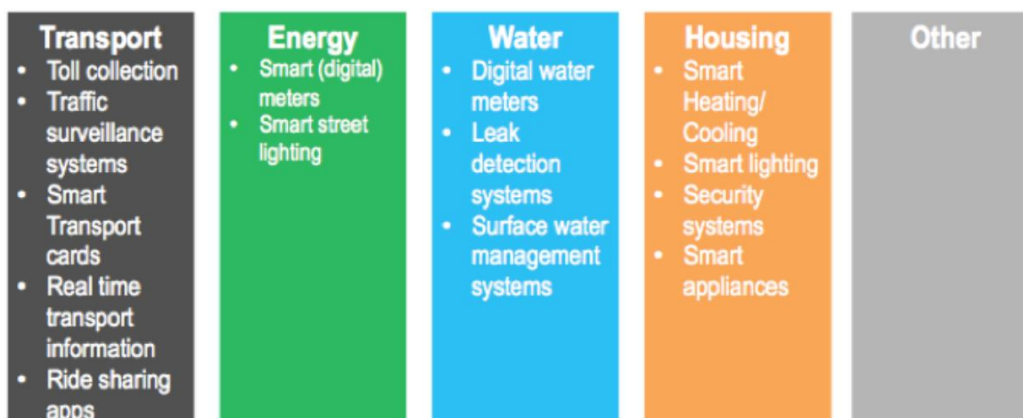 Transport
• Toll collection
• Traffic
surveillance
systems
• Smart
Transport
cards
• Real time
transport
information
• Ride sharing
apps
Energy
• Smart (digital)
meters
• Smart street
lighting
Water
• Digital water
meters
• Leak
detection
systems
• Surface water
management
systems
Housing
• Smart
Heating/
Cooling
• Smart lighting
• Security
systems
• Smart
appliances
Other